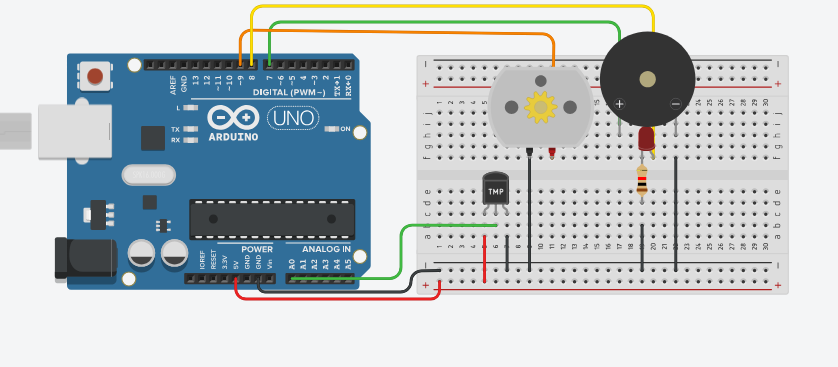 AREF
GND
13
12
~11
~10
~9
8
7
~6
~5
4
~3
2
TX→1
RX←0
DIGITAL (PWM~)
L
TX
RX
ARDUINO
UNO
ON
IOREF
RESET
3.3V
5V
GND
GND
Vin
POWER
ANALOG IN
A0
A1
A2
A3
A4
A5
TMP
+
−
a b c d e
f g h i j